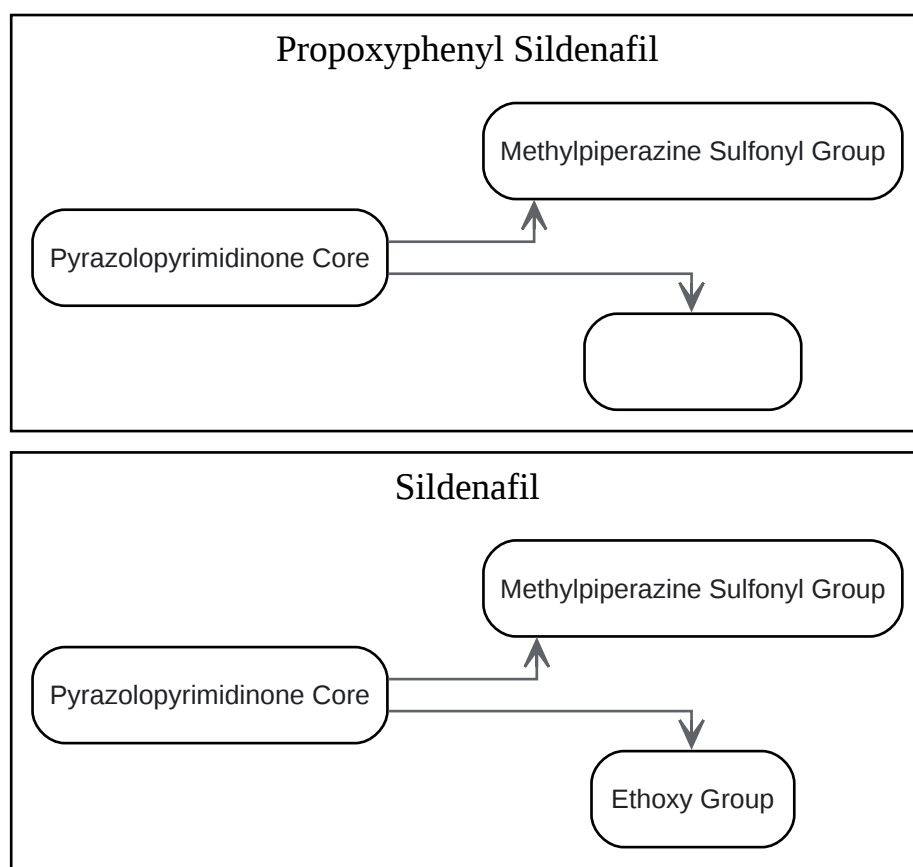 Propoxyphenyl Sildenafil
Methylpiperazine Sulfonyl Group
Pyrazolopyrimidinone Core
Sildenafil
Methylpiperazine Sulfonyl Group
Pyrazolopyrimidinone Core
Ethoxy Group